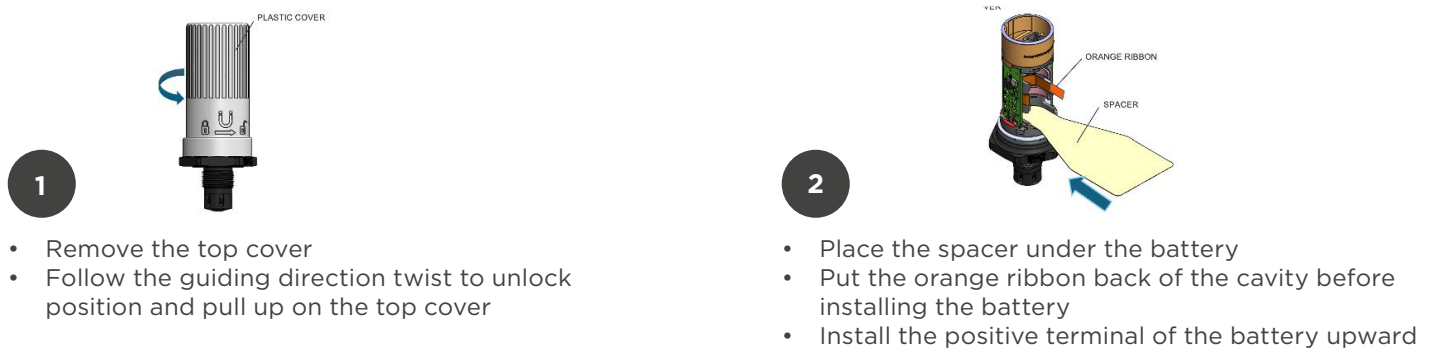 PLASTIC COVER
1
• Remove the top cover
• Follow the guiding direction twist to unlock
position and pull up on the top cover
ORANGE RIBBON
SPACER
2
• Place the spacer under the battery
• Put the orange ribbon back of the cavity before
installing the battery
• Install the positive terminal of the battery upward